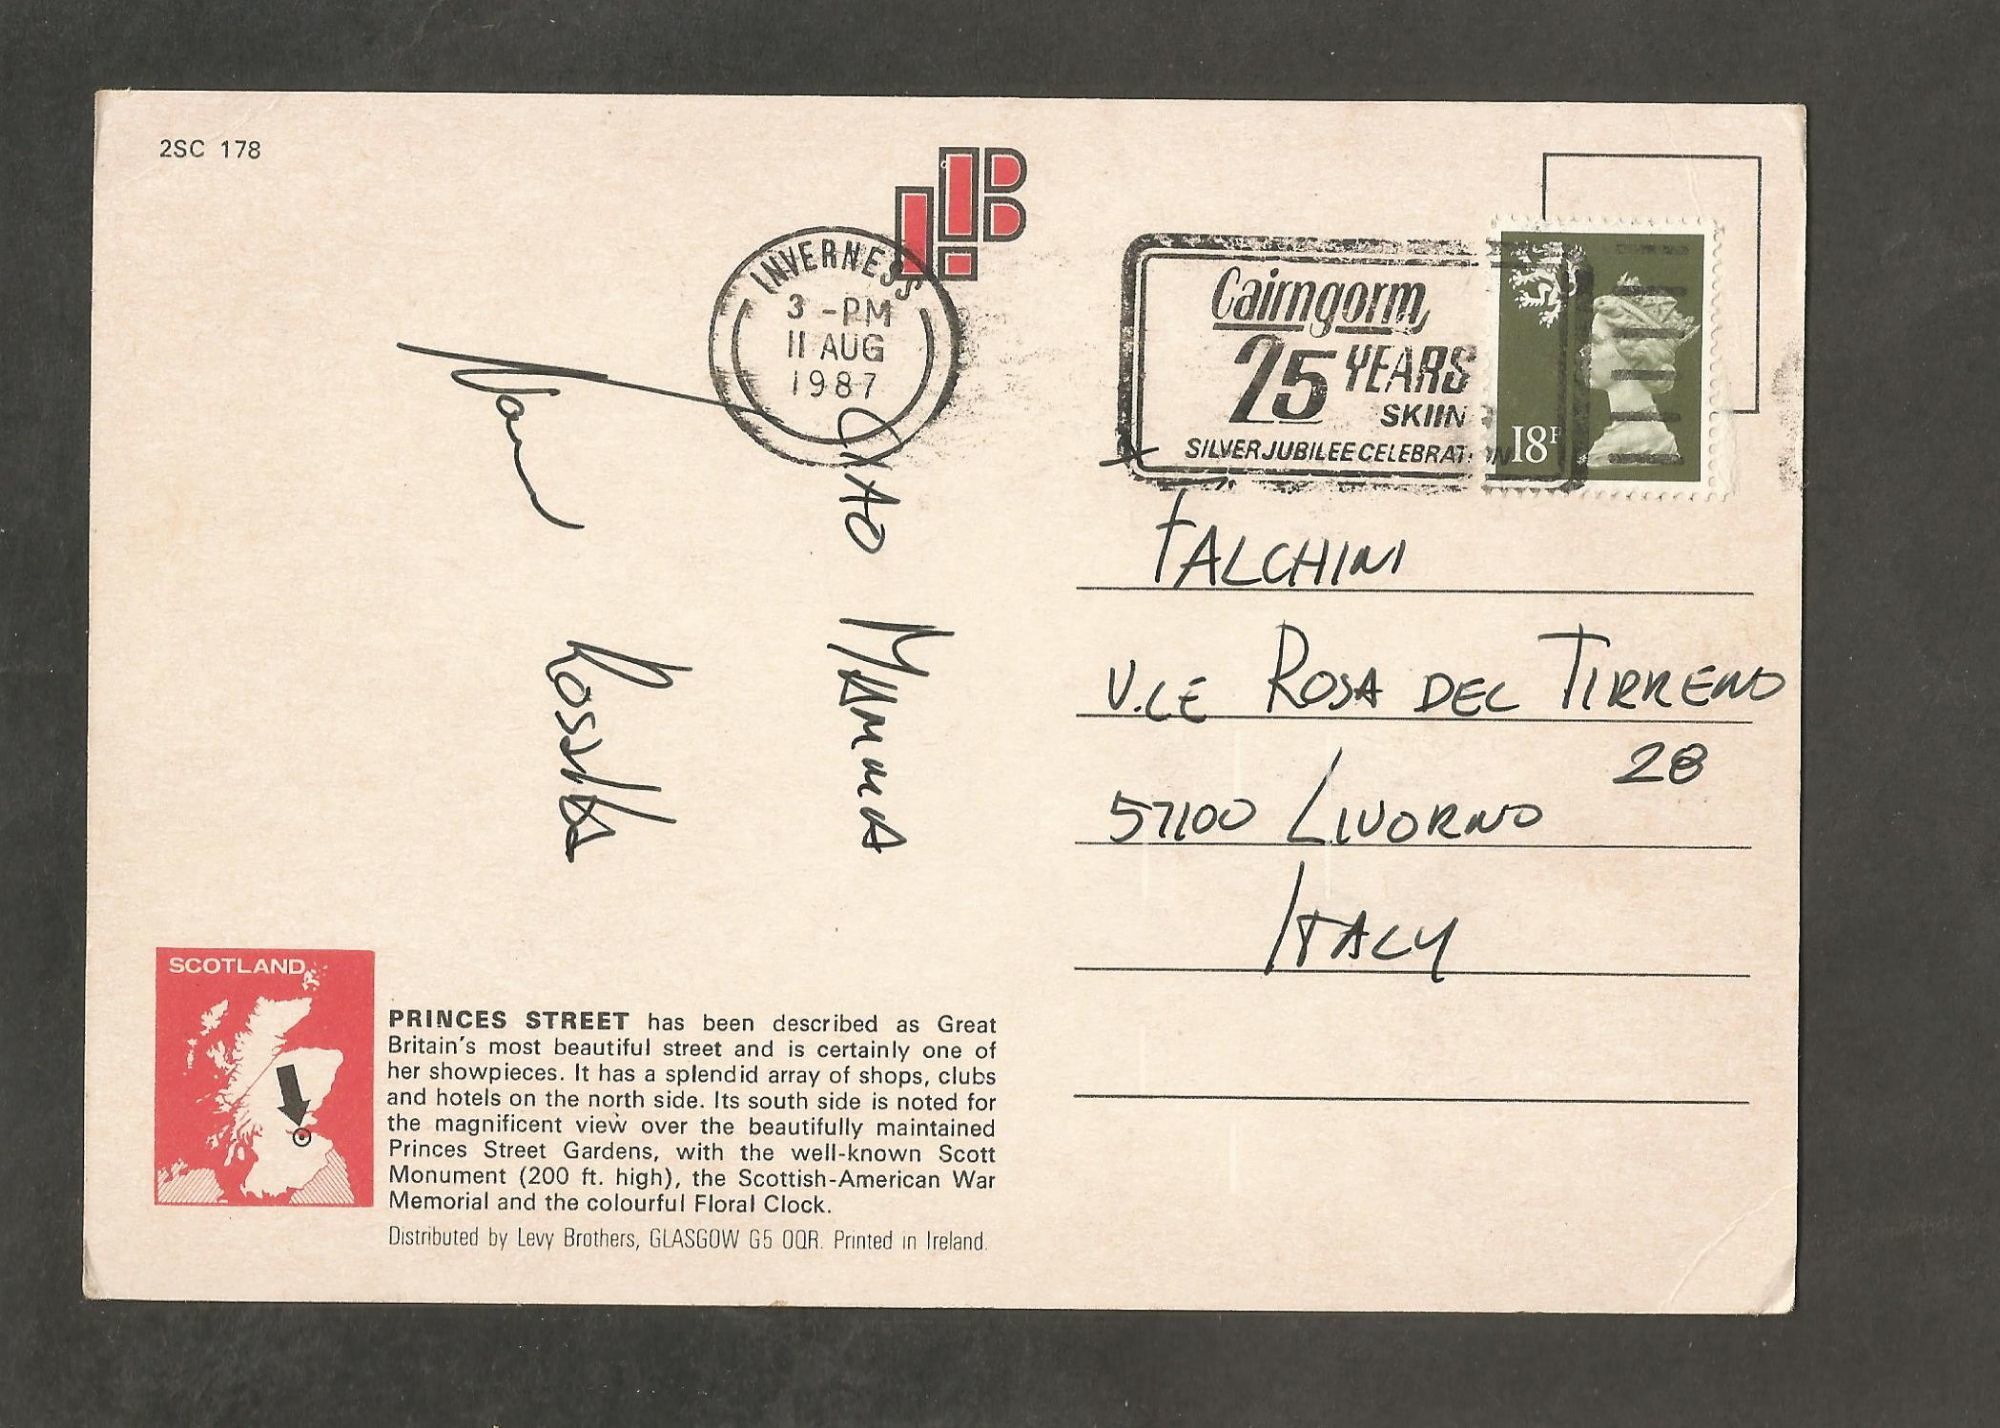 2SC 178
INVERNESS
3 -PM
11 AUG
1987
Cairngorm
25 YEARS
SKIIN
SILVER JUBILEE CELEBRATION
18P
CIAO MAMMA
Rossella
FALCHINI
V.LE ROSA DEL TIRRENO
28
57100 LIVORNO
ITALY
SCOTLAND
PRINCES STREET has been described as Great
Britain's most beautiful street and is certainly one of
her showpieces. It has a splendid array of shops, clubs
and hotels on the north side. Its south side is noted for
the magnificent view over the beautifully maintained
Princes Street Gardens, with the well-known Scott
Monument (200 ft. high), the Scottish-American War
Memorial and the colourful Floral Clock.
Distributed by Levy Brothers, GLASGOW G5 0QR. Printed in Ireland.